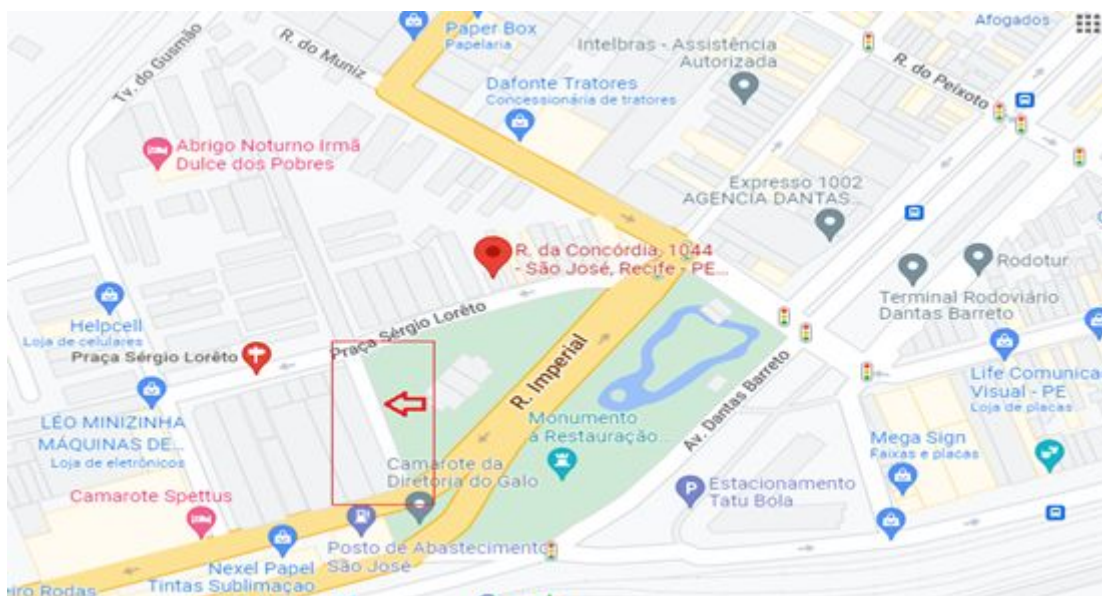 Paper Box
Papelaria
Afogados
R. do Muniz
Tv. do Gusmão
Intelbras - Assistência
Autorizada
R. do Peixoto
Dafonte Tratores
Concessionária de tratores
Abrigo Noturno Irmã
Dulce dos Pobres
Expresso 1002
AGENCIA DANTAS...
R. da Concórdia, 1044
- São José, Recife - PE...
Rodotur
Terminal Rodoviário
Dantas Barreto
Helpcell
Loja de celulares
Praça Sérgio Lorêto
Praça Sérgio Lorêto
R. Imperial
Av. Dantas Barreto
Life Comunica
Visual - PE
Loja de placas
LÉO MINIZINHA
MÁQUINAS DE...
Loja de eletrônicos
Monumento
à Restauração...
Mega Sign
Faixas e placas
Camarote da
Diretoria do Galo
Camarote Spettus
P
Estacionamento
Tatu Bola
Posto de Abastecimento
São José
Nexel Papel
Tintas Sublimaçao
eiro Rodas